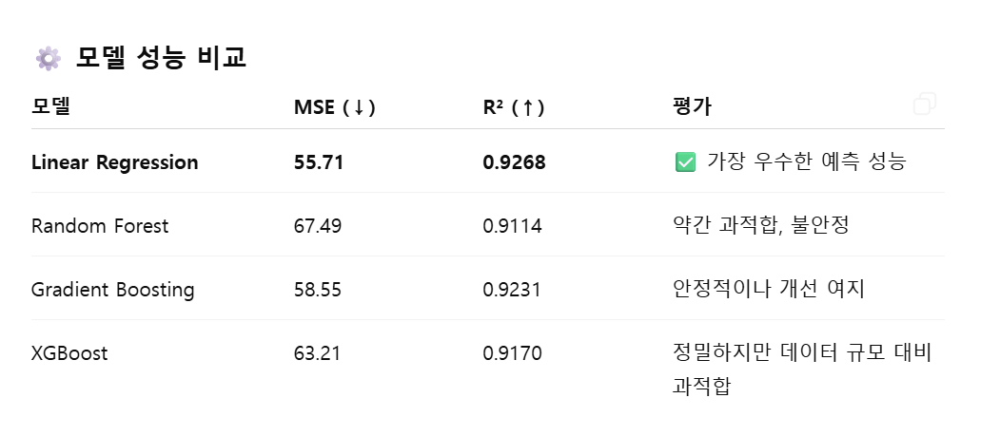 ⚙️ 모델 성능 비교
모델 MSE (↓) R² (↑) 평가
Linear Regression 55.71 0.9268 ✅ 가장 우수한 예측 성능
Random Forest 67.49 0.9114 약간 과적합, 불안정
Gradient Boosting 58.55 0.9231 안정적이나 개선 여지
XGBoost 63.21 0.9170 정밀하지만 데이터 규모 대비
과적합